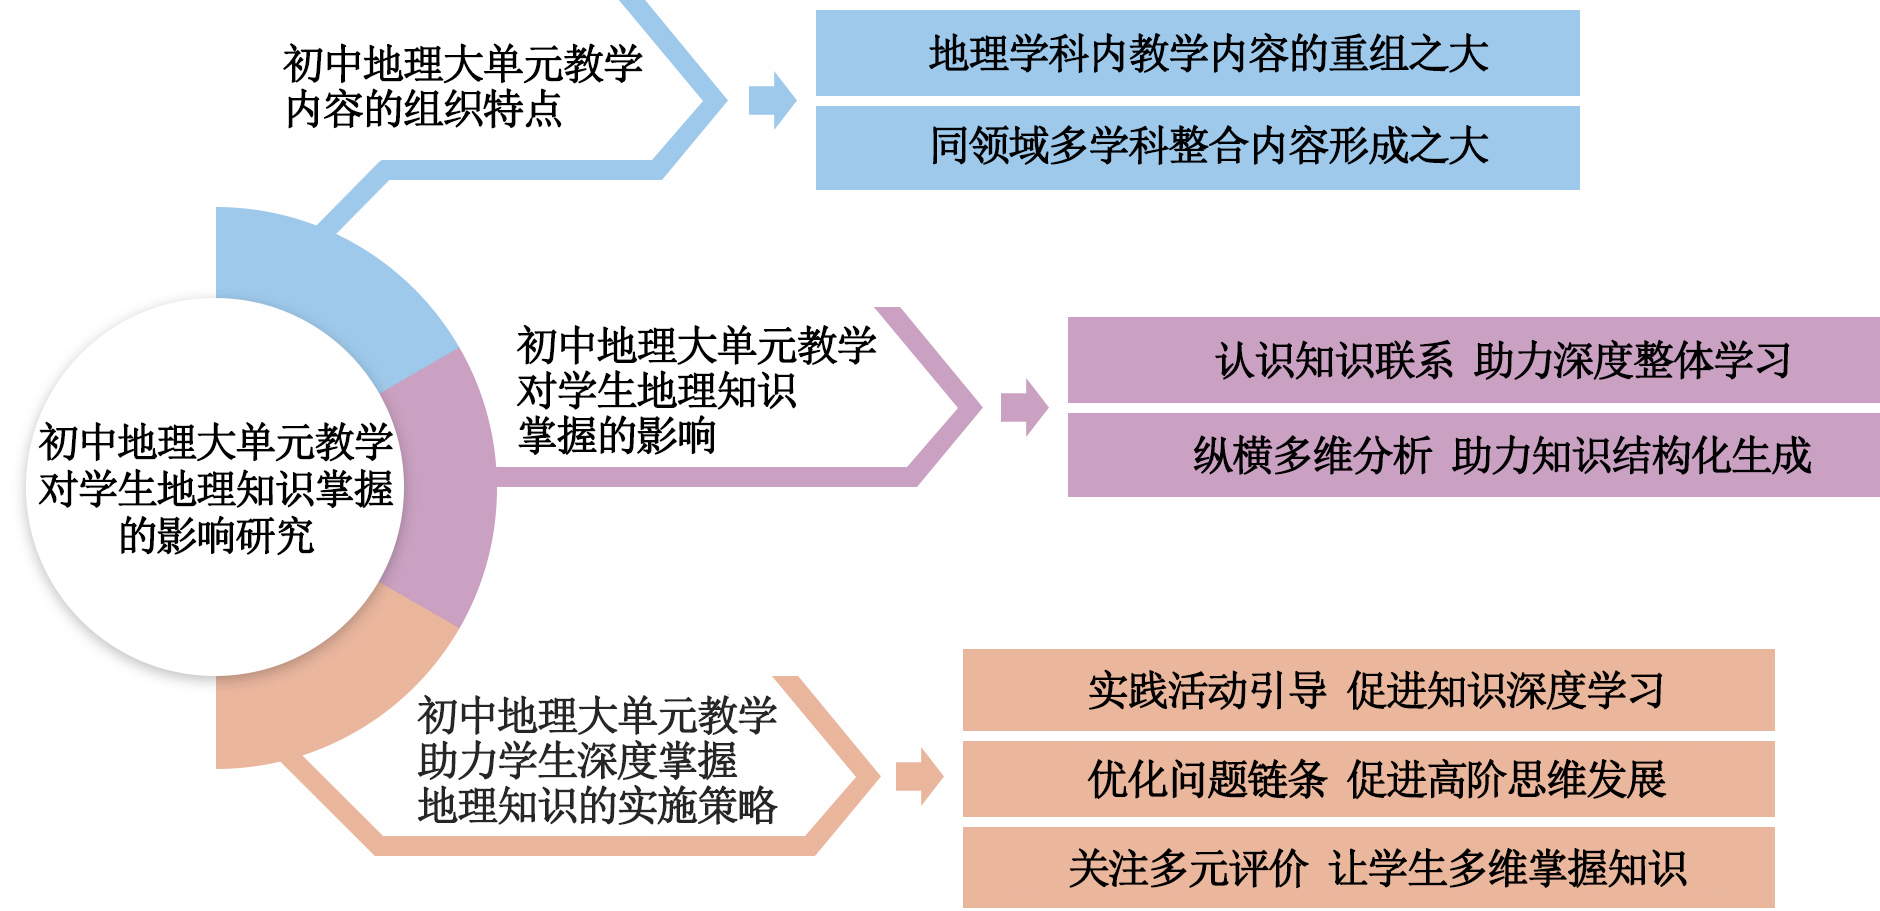 初中地理大单元教学
内容的组织特点
地理学科内教学内容的重组之大
同领域多学科整合内容形成之大
初中地理大单元教学
对学生地理知识掌握
的影响研究
初中地理大单元教学
对学生地理知识
掌握的影响
认识知识联系 助力深度整体学习
纵横多维分析 助力知识结构化生成
初中地理大单元教学
助力学生深度掌握
地理知识的实施策略
实践活动引导 促进知识深度学习
优化问题链条 促进高阶思维发展
关注多元评价 让学生多维掌握知识